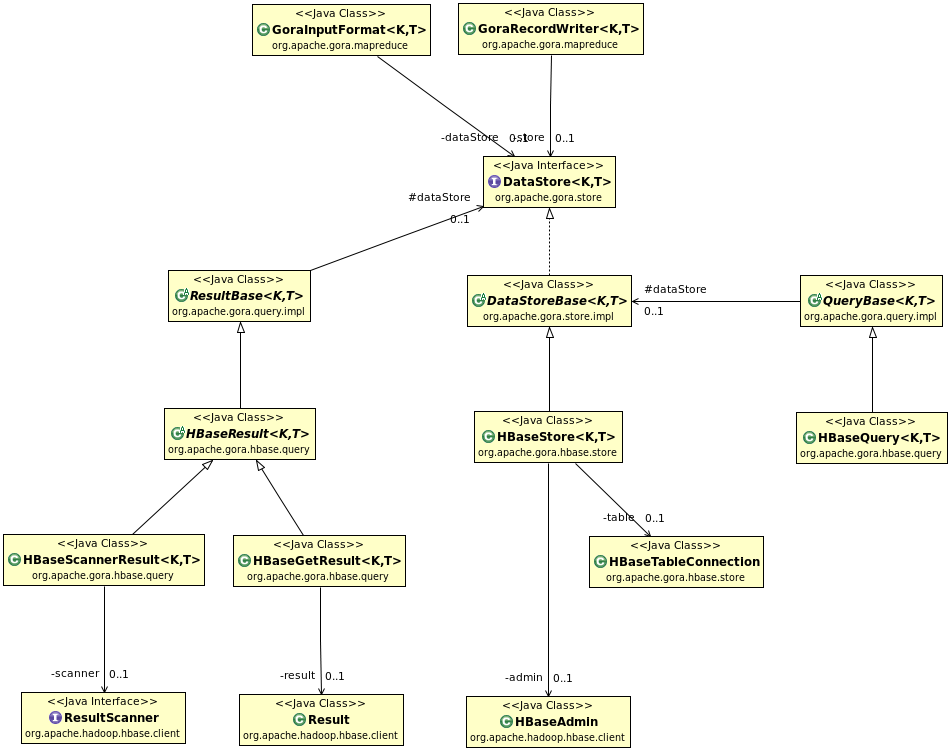 <<Java Class>>
GoraInputFormat<K,T>
org.apache.gora.mapreduce
<<Java Class>>
GoraRecordWriter<K,T>
org.apache.gora.mapreduce
-dataStore
0..1
-store
0..1
<<Java Interface>>
DataStore<K,T>
org.apache.gora.store
#dataStore
0..1
<<Java Class>>
ResultBase<K,T>
org.apache.gora.query.impl
<<Java Class>>
DataStoreBase<K,T>
org.apache.gora.store.impl
#dataStore
0..1
<<Java Class>>
QueryBase<K,T>
org.apache.gora.query.impl
<<Java Class>>
HBaseResult<K,T>
org.apache.gora.hbase.query
<<Java Class>>
HBaseStore<K,T>
org.apache.gora.hbase.store
<<Java Class>>
HBaseQuery<K,T>
org.apache.gora.hbase.query
-table
0..1
<<Java Class>>
HBaseScannerResult<K,T>
org.apache.gora.hbase.query
<<Java Class>>
HBaseGetResult<K,T>
org.apache.gora.hbase.query
<<Java Class>>
HBaseTableConnection
org.apache.gora.hbase.store
-scanner
0..1
-result
0..1
-admin
0..1
<<Java Interface>>
ResultScanner
org.apache.hadoop.hbase.client
<<Java Class>>
Result
org.apache.hadoop.hbase.client
<<Java Class>>
HBaseAdmin
org.apache.hadoop.hbase.client